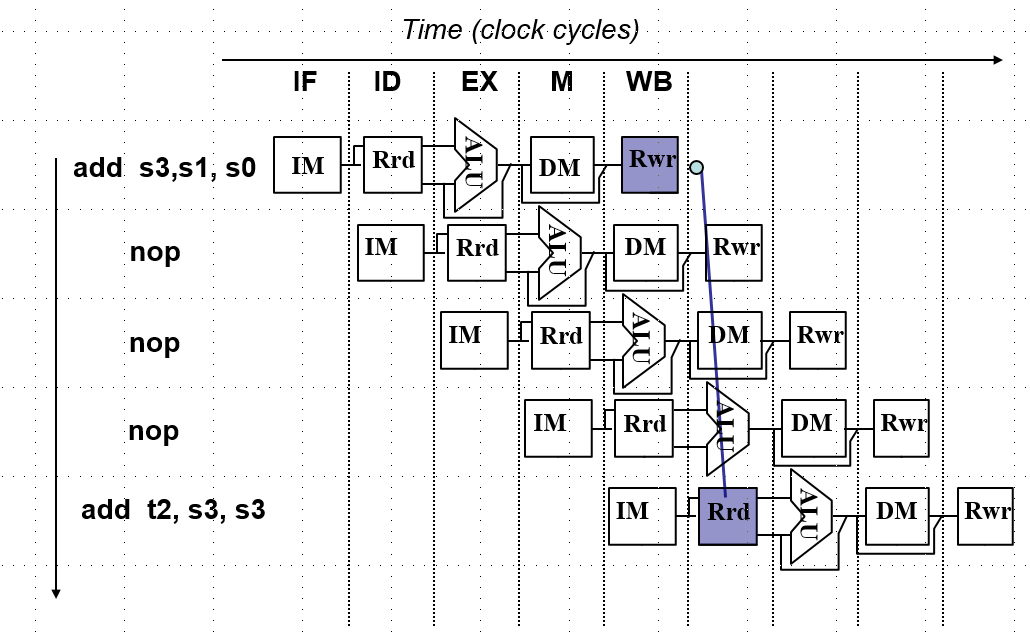 Time (clock cycles)
IF ID EX M WB
add s3,s1, s0 IM Rrd ALU DM Rwr
nop IM Rrd ALU DM Rwr
nop IM Rrd ALU DM Rwr
nop IM Rrd ALU DM Rwr
add t2, s3, s3 IM Rrd ALU DM Rwr